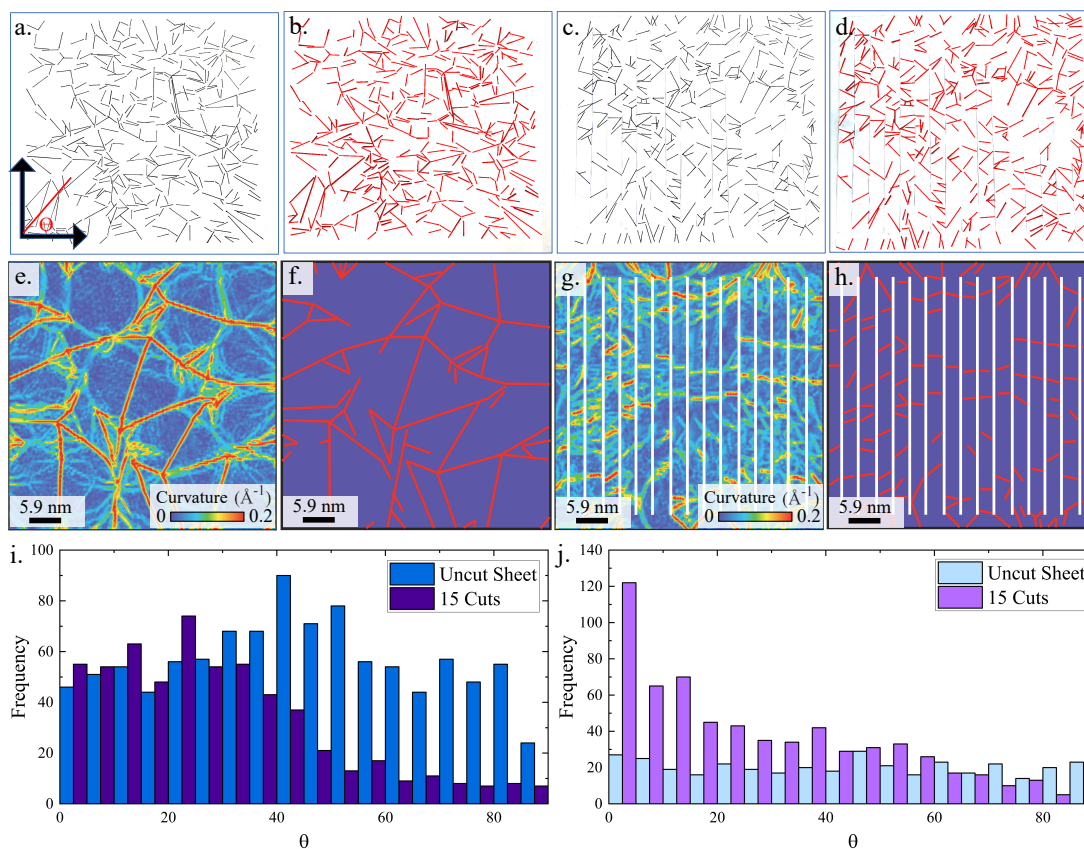 a.
b.
c.
d.
Θ
e.
f.
g.
h.
5.9 nm
Curvature (Å⁻¹)
0 0.2
5.9 nm
5.9 nm
Curvature (Å⁻¹)
0 0.2
5.9 nm
i.
100
80
60
40
20
0
Frequency
Uncut Sheet
15 Cuts
0 20 40 60 80
θ
j.
140
120
100
80
60
40
20
0
Frequency
Uncut Sheet
15 Cuts
0 20 40 60 80
θ